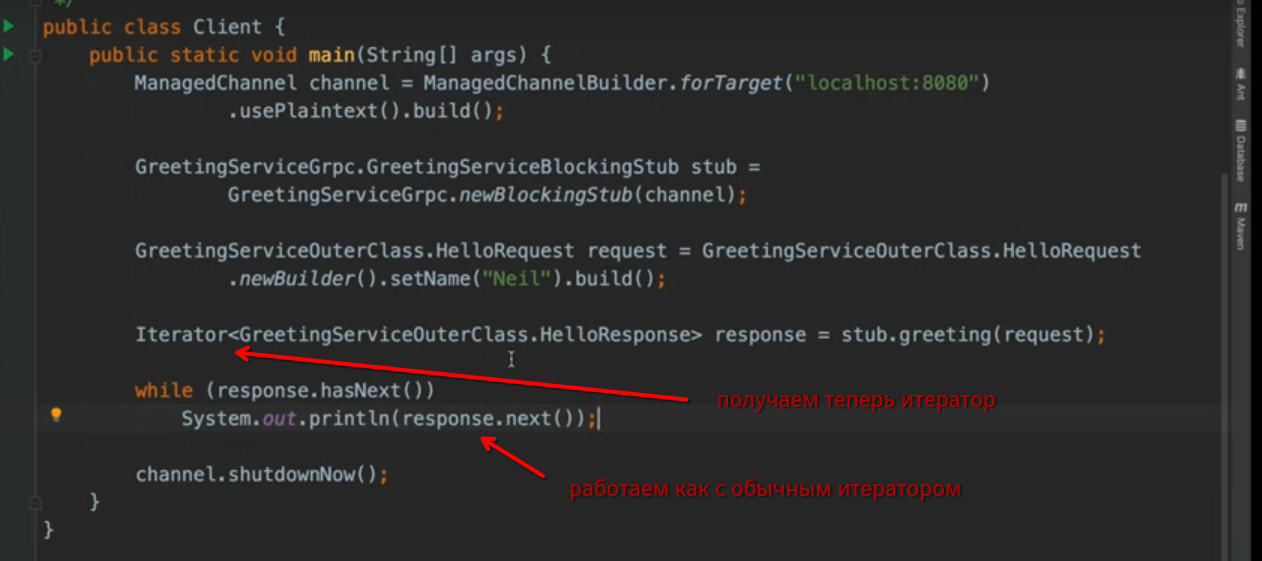 */
public class Client {
public static void main(String[] args) {
ManagedChannel channel = ManagedChannelBuilder.forTarget("localhost:8080")
.usePlaintext().build();
GreetingServiceGrpc.GreetingServiceBlockingStub stub =
GreetingServiceGrpc.newBlockingStub(channel);
GreetingServiceOuterClass.HelloRequest request = GreetingServiceOuterClass.HelloRequest
.newBuilder().setName("Neil").build();
Iterator<GreetingServiceOuterClass.HelloResponse> response = stub.greeting(request);
while (response.hasNext())
получаем теперь итератор
System.out.println(response.next());
channel.shutdownNow();
работаем как с обычным итератором
}
}
Explorer
Ant
Database
m Maven